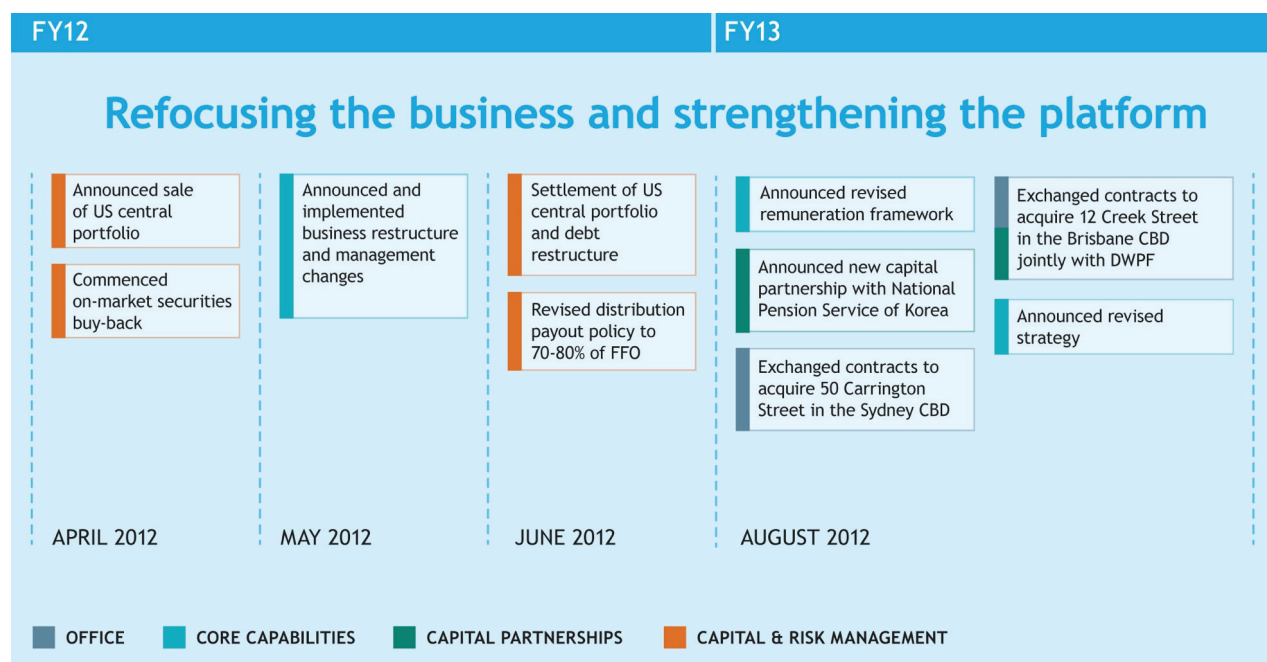 FY12
FY13
Refocusing the business and strengthening the platform
Announced sale
of US central
portfolio
Commenced
on-market securities
buy-back
APRIL 2012
Announced and
implemented
business restructure
and management
changes
MAY 2012
Settlement of US
central portfolio
and debt
restructure
Revised distribution
payout policy to
70-80% of FFO
JUNE 2012
Announced revised
remuneration framework
Announced new capital
partnership with National
Pension Service of Korea
Exchanged contracts to
acquire 50 Carrington
Street in the Sydney CBD
Exchanged contracts to
acquire 12 Creek Street
in the Brisbane CBD
jointly with DWPF
Announced revised
strategy
AUGUST 2012
OFFICE
CORE CAPABILITIES
CAPITAL PARTNERSHIPS
CAPITAL & RISK MANAGEMENT